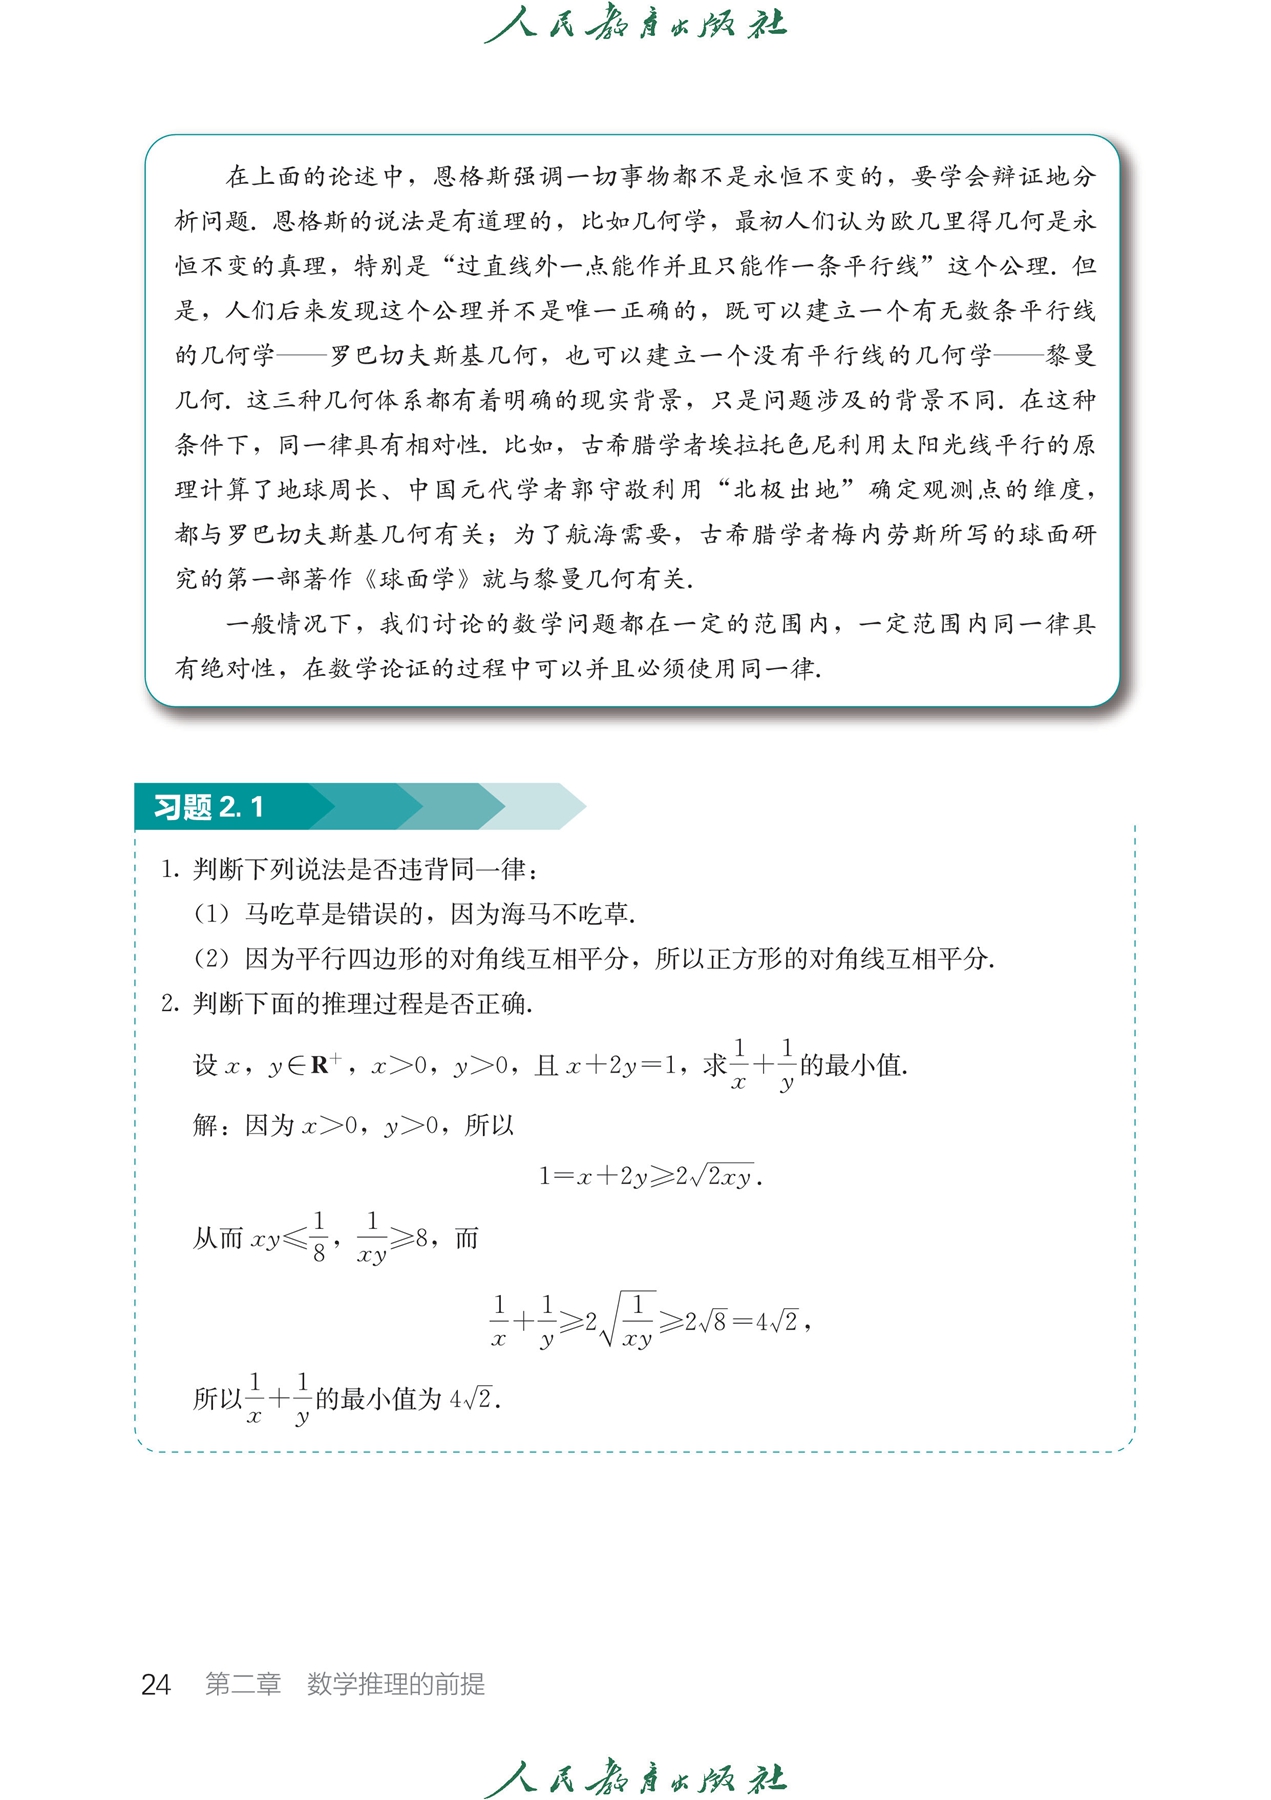 人民教育出版社
在上面的论述中，恩格斯强调一切事物都不是永恒不变的，要学会辩证地分
析问题. 恩格斯的说法是有道理的，比如几何学，最初人们认为欧几里得几何是永
恒不变的真理，特别是“过直线外一点能作并且只能作一条平行线”这个公理. 但
是，人们后来发现这个公理并不是唯一正确的，既可以建立一个有无数条平行线
的几何学——罗巴切夫斯基几何，也可以建立一个没有平行线的几何学——黎曼
几何. 这三种几何体系都有着明确的现实背景，只是问题涉及的背景不同. 在这种
条件下，同一律具有相对性. 比如，古希腊学者埃拉托色尼利用太阳光线平行的原
理计算了地球周长、中国元代学者郭守敬利用“北极出地”确定观测点的维度，
都与罗巴切夫斯基几何有关；为了航海需要，古希腊学者梅内劳斯所写的球面研
究的第一部著作《球面学》就与黎曼几何有关.
一般情况下，我们讨论的数学问题都在一定的范围内，一定范围内同一律具
有绝对性，在数学论证的过程中可以并且必须使用同一律.
习题 2. 1
1. 判断下列说法是否违背同一律：
（1）马吃草是错误的，因为海马不吃草.
（2）因为平行四边形的对角线互相平分，所以正方形的对角线互相平分.
2. 判断下面的推理过程是否正确.
设 x，y∈R⁺，x>0，y>0，且 x+2y=1，求1/x+1/y的最小值.
解：因为 x>0，y>0，所以
1=x+2y⩾2√(2xy).
从而 xy⩽1/8，1/xy⩾8，而
1/x+1/y⩾2√(1/xy)⩾2√8=4√2，
所以1/x+1/y的最小值为 4√2.
24 第二章 数学推理的前提
人民教育出版社